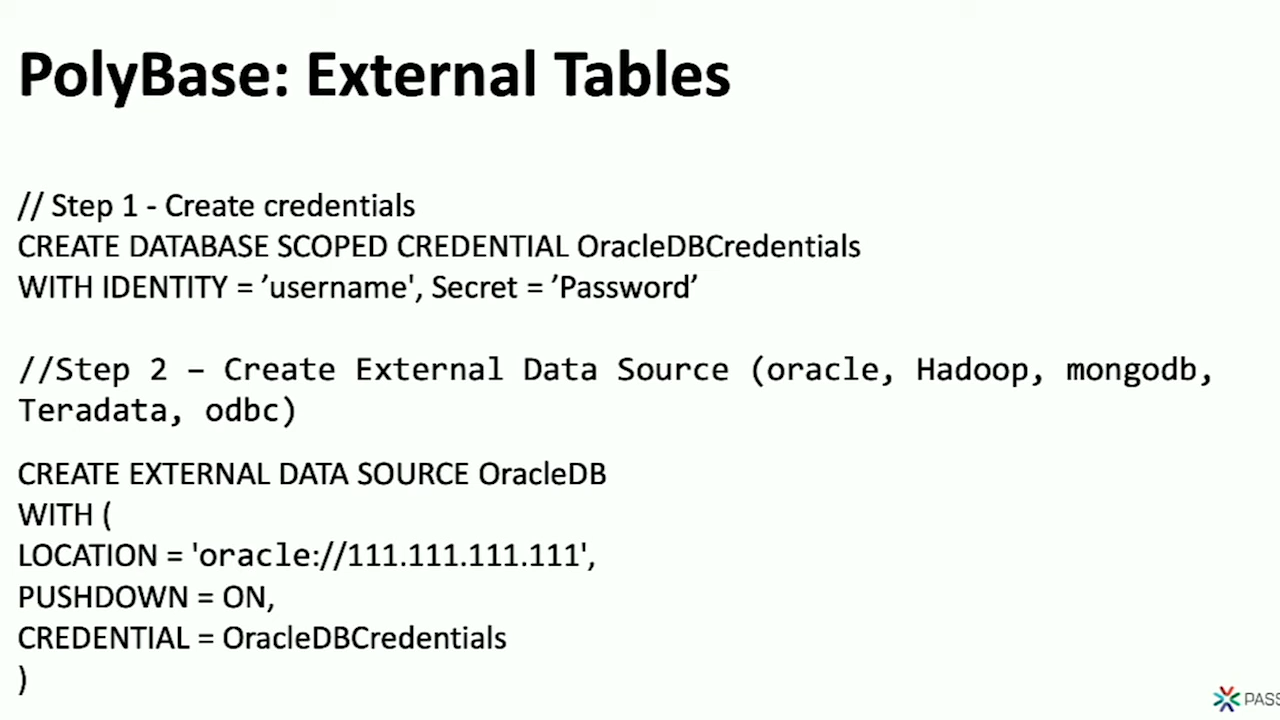 PolyBase: External Tables
// Step 1 - Create credentials
CREATE DATABASE SCOPED CREDENTIAL OracleDBCredentials
WITH IDENTITY = ’username', Secret = ’Password’
//Step 2 – Create External Data Source (oracle, Hadoop, mongodb,
Teradata, odbc)
CREATE EXTERNAL DATA SOURCE OracleDB
WITH (
LOCATION = 'oracle://111.111.111.111',
PUSHDOWN = ON,
CREDENTIAL = OracleDBCredentials
)
PASS